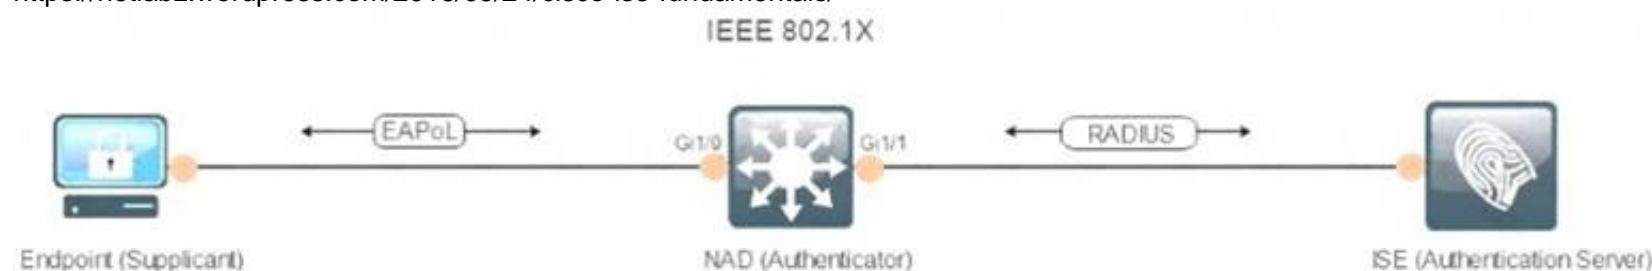 IEEE 802.1X
EAPoL
RADIUS
Gi1/0
Gi1/1
Endpoint (Supplicant)
NAD (Authenticator)
ISE (Authentication Server)